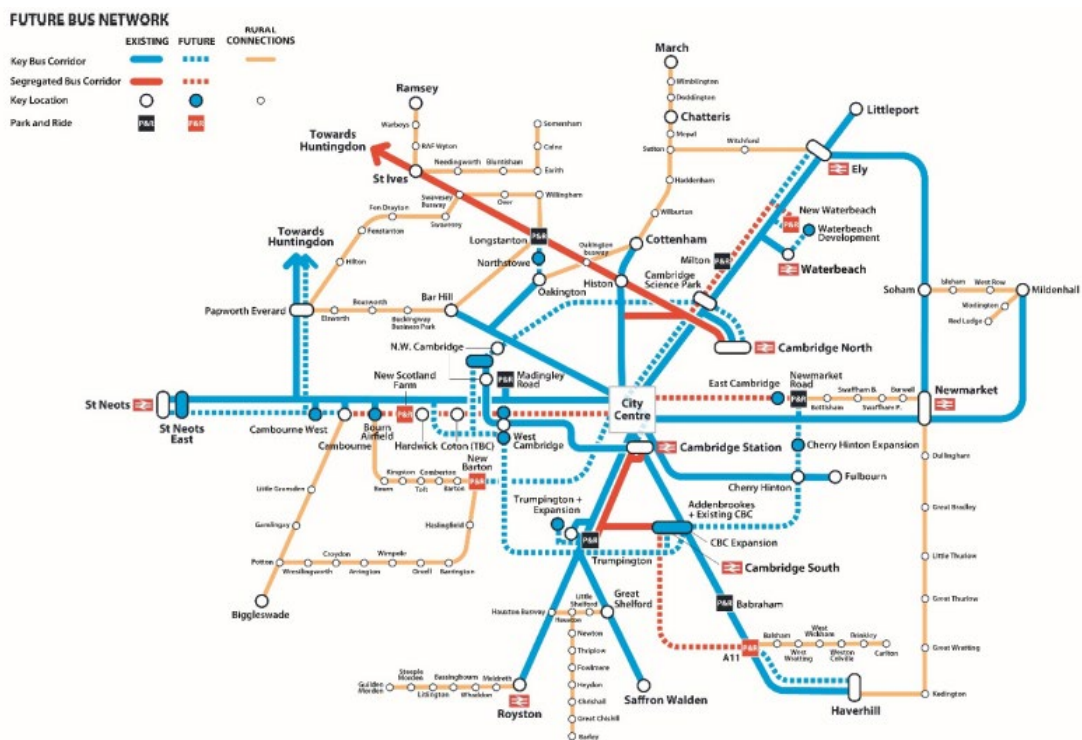 FUTURE BUS NETWORK
EXISTING
FUTURE
RURAL
CONNECTIONS
Key Bus Corridor
Segregated Bus Corridor
Key Location
Park and Ride
P&R
P&R
March
Wimblington
Doddington
Chatteris
Mepal
Sutton
Witchford
Haddenham
Wilburton
Cottenham
Ramsey
Warboys
RAF Wyton
St Ives
Towards
Huntingdon
Needingworth
Bluntisham
Somersham
Colne
Earith
Littleport
Ely
New Waterbeach
P&R
Waterbeach
Development
Waterbeach
Milton
P&R
Cambridge
Science Park
Cambridge North
Swavesey
Busway
Over
Willingham
Fen Drayton
Fenstanton
Swavesey
Hilton
Longstanton
P&R
Northstowe
Oakington
Busway
Oakington
Histon
Towards
Huntingdon
Papworth Everard
Elsworth
Boxworth
Buckingway
Business Park
Bar Hill
Soham
Isleham
West Row
Mildenhall
Red Lodge
N.W. Cambridge
New Scotland
Farm
P&R
Madingley
Road
City
Centre
East Cambridge
Newmarket
Road
P&R
Bottisham
Swaffham B.
Swaffham P.
Burwell
Newmarket
St Neots
St Neots
East
Cambourne West
Cambourne
Bourn
Airfield
P&R
Hardwick
Coton (TBC)
West
Cambridge
Cambridge Station
Cherry Hinton Expansion
Cherry Hinton
Fulbourn
New
Barton
P&R
Kingston
Comberton
Bourn
Toft
Barton
Haslingfield
Little Gransden
Gamlingay
Potton
Wrestlingworth
Croydon
Arrington
Wimpole
Orwell
Barrington
Biggleswade
Trumpington +
Expansion
P&R
Trumpington
Addenbrookes
+ Existing CBC
CBC Expansion
Cambridge South
P&R
Babraham
P&R
A11
Balsham
West
Wratting
West
Wickham
Weston
Colville
Brinkley
Carlton
Haverhill
Dullingham
Great Bradley
Little Thurlow
Great Thurlow
Great Wratting
Kedington
Hauxton Busway
Little
Shelford
Great
Shelford
Hauxton
Newton
Thriplow
Fowlmere
Heydon
Chrishall
Great Chishill
Barley
Saffron Walden
Guilden
Morden
Steeple
Morden
Litlington
Bassingbourn
Whaddon
Meldreth
Royston